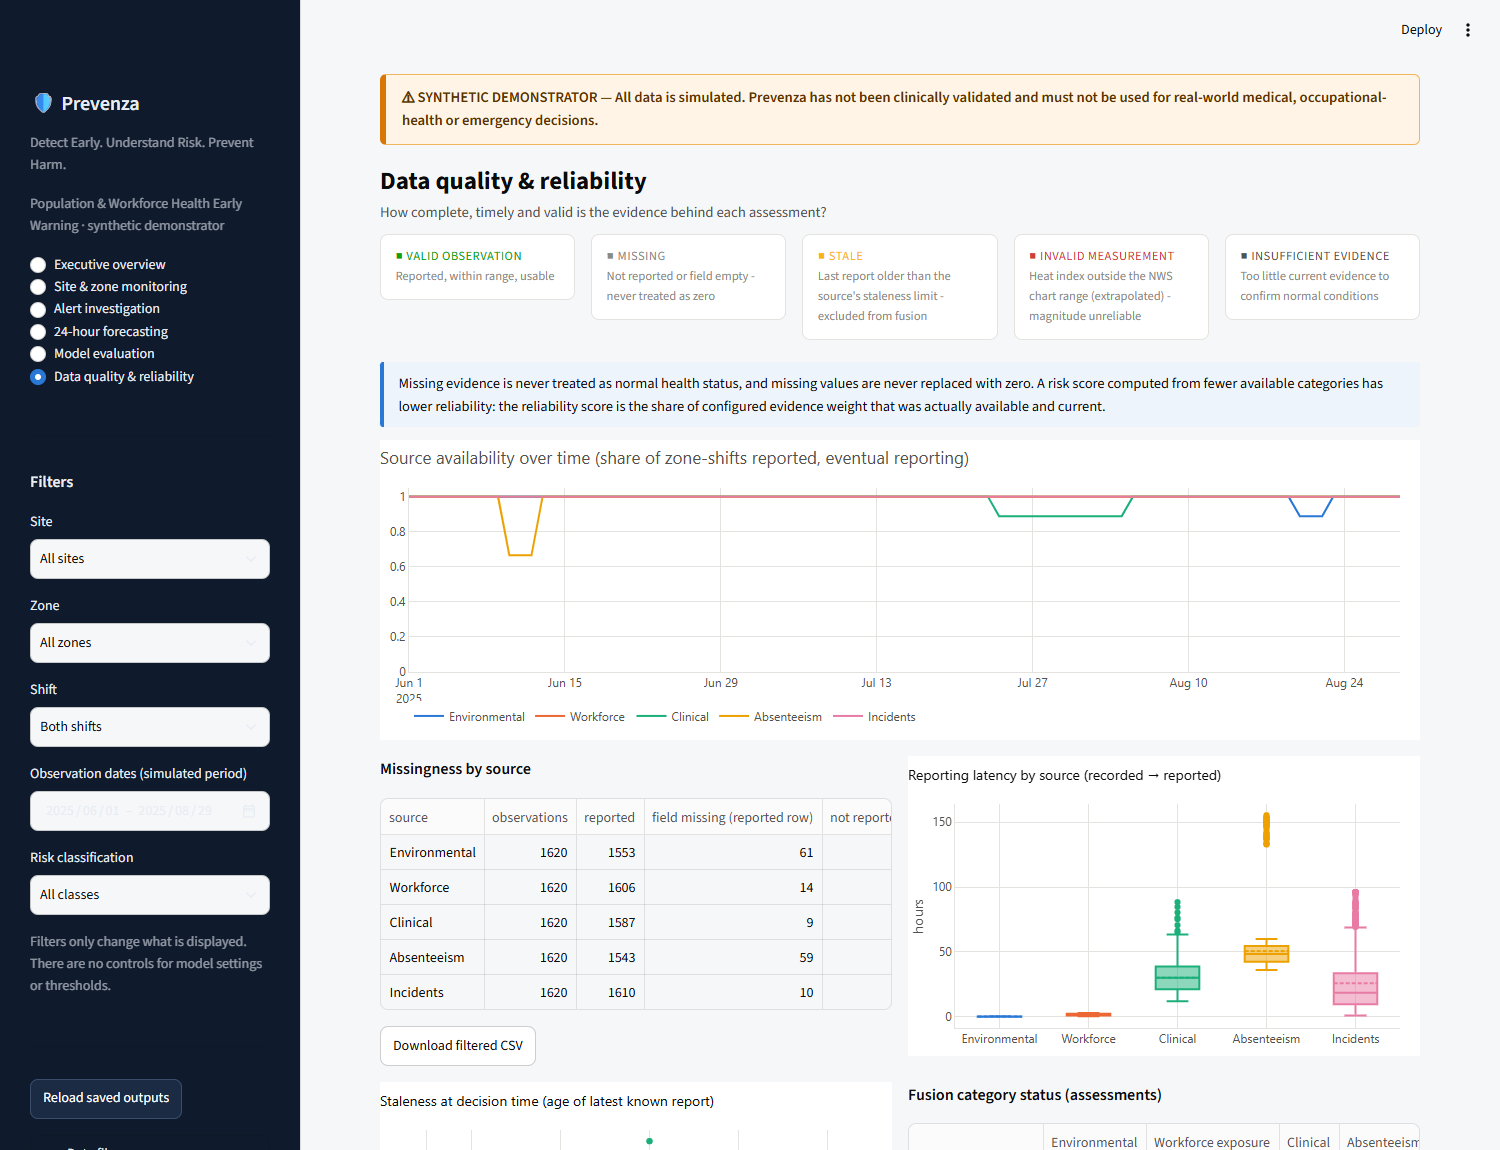 Deploy
Prevenza
Detect Early. Understand Risk. Prevent
Harm.
Population & Workforce Health Early
Warning · synthetic demonstrator
Executive overview
Site & zone monitoring
Alert investigation
24-hour forecasting
Model evaluation
Data quality & reliability
Filters
Site
All sites
Zone
All zones
Shift
Both shifts
Observation dates (simulated period)
2025/06/01 – 2025/08/29
Risk classification
All classes
Filters only change what is displayed.
There are no controls for model settings
or thresholds.
Reload saved outputs
⚠ SYNTHETIC DEMONSTRATOR — All data is simulated. Prevenza has not been clinically validated and must not be used for real-world medical, occupational-
health or emergency decisions.
Data quality & reliability
How complete, timely and valid is the evidence behind each assessment?
■ VALID OBSERVATION
Reported, within range, usable
■ MISSING
Not reported or field empty -
never treated as zero
■ STALE
Last report older than the
source's staleness limit -
excluded from fusion
■ INVALID MEASUREMENT
Heat index outside the NWS
chart range (extrapolated) -
magnitude unreliable
■ INSUFFICIENT EVIDENCE
Too little current evidence to
confirm normal conditions
Missing evidence is never treated as normal health status, and missing values are never replaced with zero. A risk score computed from fewer available categories has
lower reliability: the reliability score is the share of configured evidence weight that was actually available and current.
Source availability over time (share of zone-shifts reported, eventual reporting)
1
0.8
0.6
0.4
0.2
0
Jun 1 Jun 15 Jun 29 Jul 13 Jul 27 Aug 10 Aug 24
2025
Environmental Workforce Clinical Absenteeism Incidents
Missingness by source
source observations reported field missing (reported row) not reporte
Environmental 1620 1553 61
Workforce 1620 1606 14
Clinical 1620 1587 9
Absenteeism 1620 1543 59
Incidents 1620 1610 10
Download filtered CSV
Reporting latency by source (recorded → reported)
hours
150
100
50
0
Environmental Workforce Clinical Absenteeism Incidents
Staleness at decision time (age of latest known report)
Fusion category status (assessments)
Environmental Workforce exposure Clinical Absenteeism